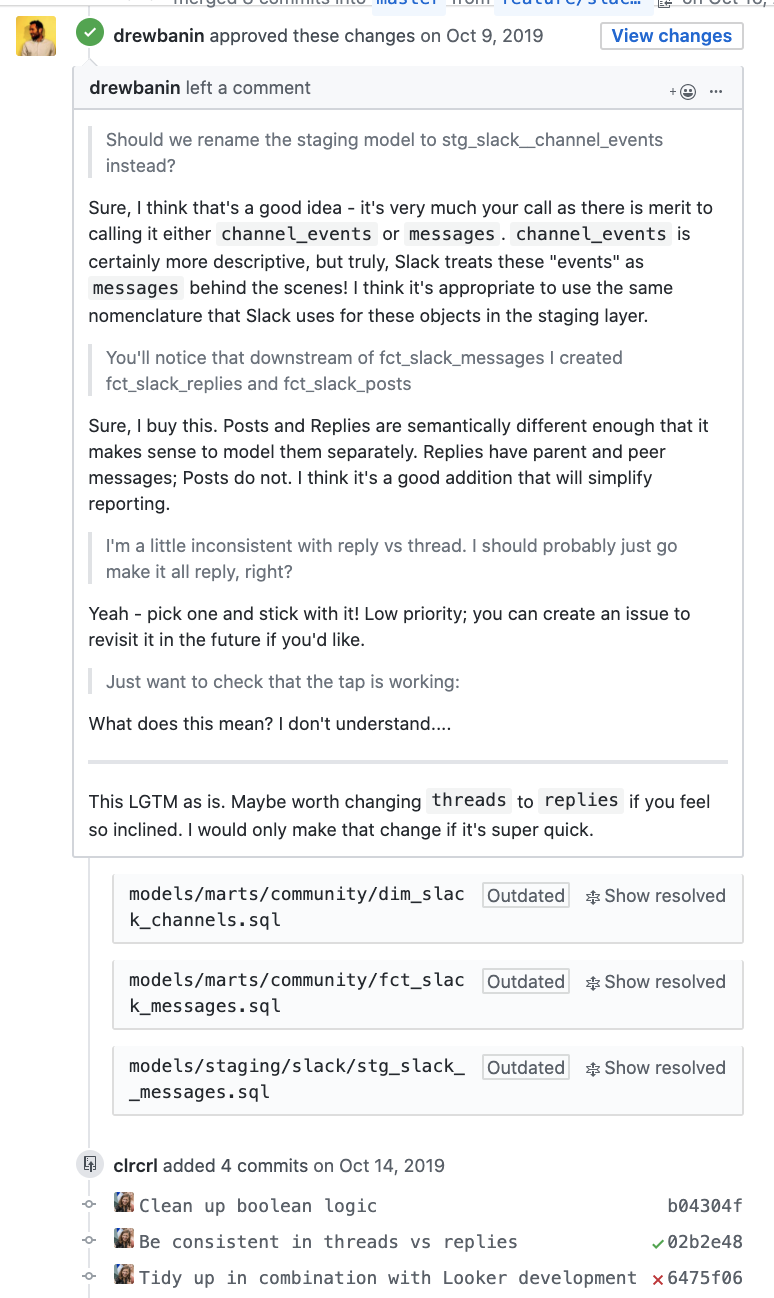 master from
drewbanin approved these changes on Oct 9, 2019
View changes
drewbanin left a comment
Should we rename the staging model to stg_slack__channel_events
instead?
Sure, I think that's a good idea - it's very much your call as there is merit to
calling it either channel_events or messages. channel_events is
certainly more descriptive, but truly, Slack treats these "events" as
messages behind the scenes! I think it's appropriate to use the same
nomenclature that Slack uses for these objects in the staging layer.
You'll notice that downstream of fct_slack_messages I created
fct_slack_replies and fct_slack_posts
Sure, I buy this. Posts and Replies are semantically different enough that it
makes sense to model them separately. Replies have parent and peer
messages; Posts do not. I think it's a good addition that will simplify
reporting.
I'm a little inconsistent with reply vs thread. I should probably just go
make it all reply, right?
Yeah - pick one and stick with it! Low priority; you can create an issue to
revisit it in the future if you'd like.
Just want to check that the tap is working:
What does this mean? I don't understand....
This LGTM as is. Maybe worth changing threads to replies if you feel
so inclined. I would only make that change if it's super quick.
models/marts/community/dim_slac
k_channels.sql
Outdated
Show resolved
models/marts/community/fct_slac
k_messages.sql
Outdated
Show resolved
models/staging/slack/stg_slack_
_messages.sql
Outdated
Show resolved
clrcrl added 4 commits on Oct 14, 2019
Clean up boolean logic b04304f
Be consistent in threads vs replies 02b2e48
Tidy up in combination with Looker development 6475f06